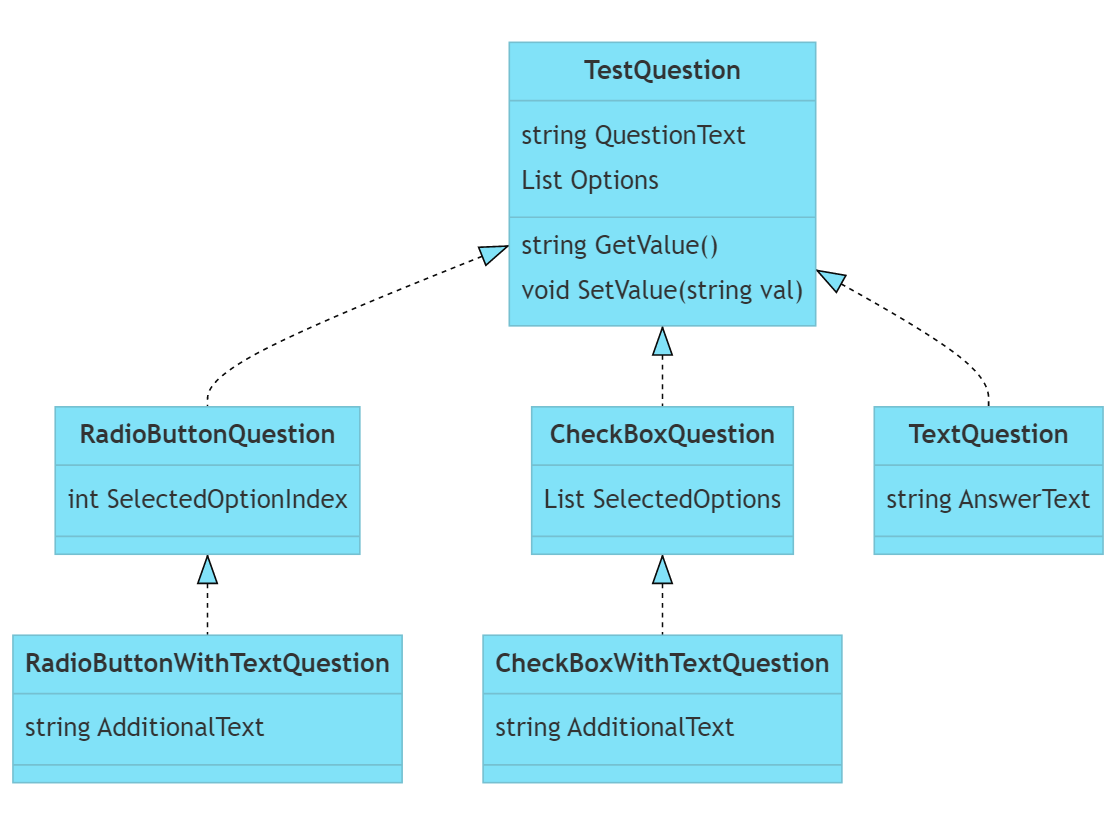 TestQuestion
string QuestionText
List Options
string GetValue()
void SetValue(string val)
RadioButtonQuestion
int SelectedOptionIndex
CheckBoxQuestion
List SelectedOptions
TextQuestion
string AnswerText
RadioButtonWithTextQuestion
string AdditionalText
CheckBoxWithTextQuestion
string AdditionalText